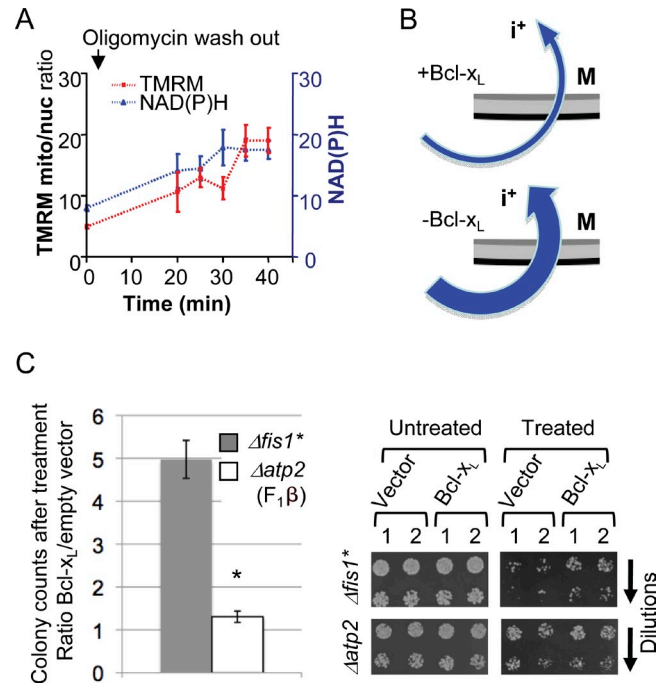 A
Oligomycin wash out
TMRM mito/nuc ratio
30
20
10
0
TMRM
NAD(P)H
30
20
10
0
NAD(P)H
0 10 20 30 40
Time (min)
B
i+
+Bcl-xL
M
i+
-Bcl-xL
M
C
Colony counts after treatment
Ratio Bcl-xL/empty vector
6
5
4
3
2
1
0
Δfis1*
Δatp2
(F1β)
*
Untreated Treated
Vector Bcl-xL Vector Bcl-xL
1 2 1 2 1 2 1 2
Δfis1*
Δatp2
Dilutions